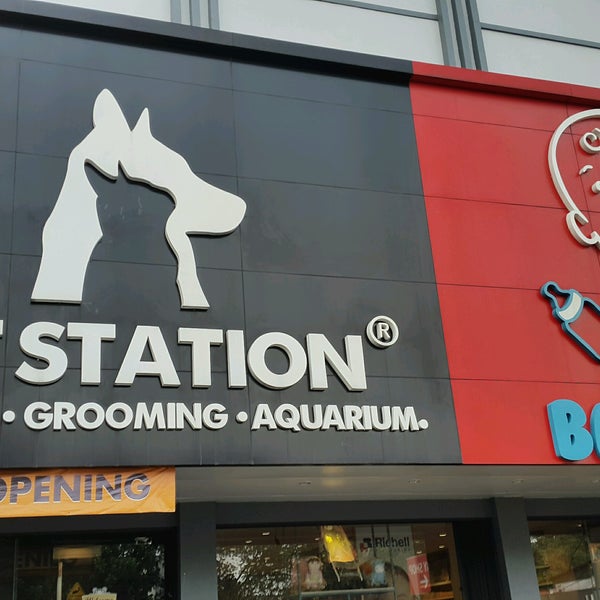 STATION®
• GROOMING • AQUARIUM.
OPENING
Richell